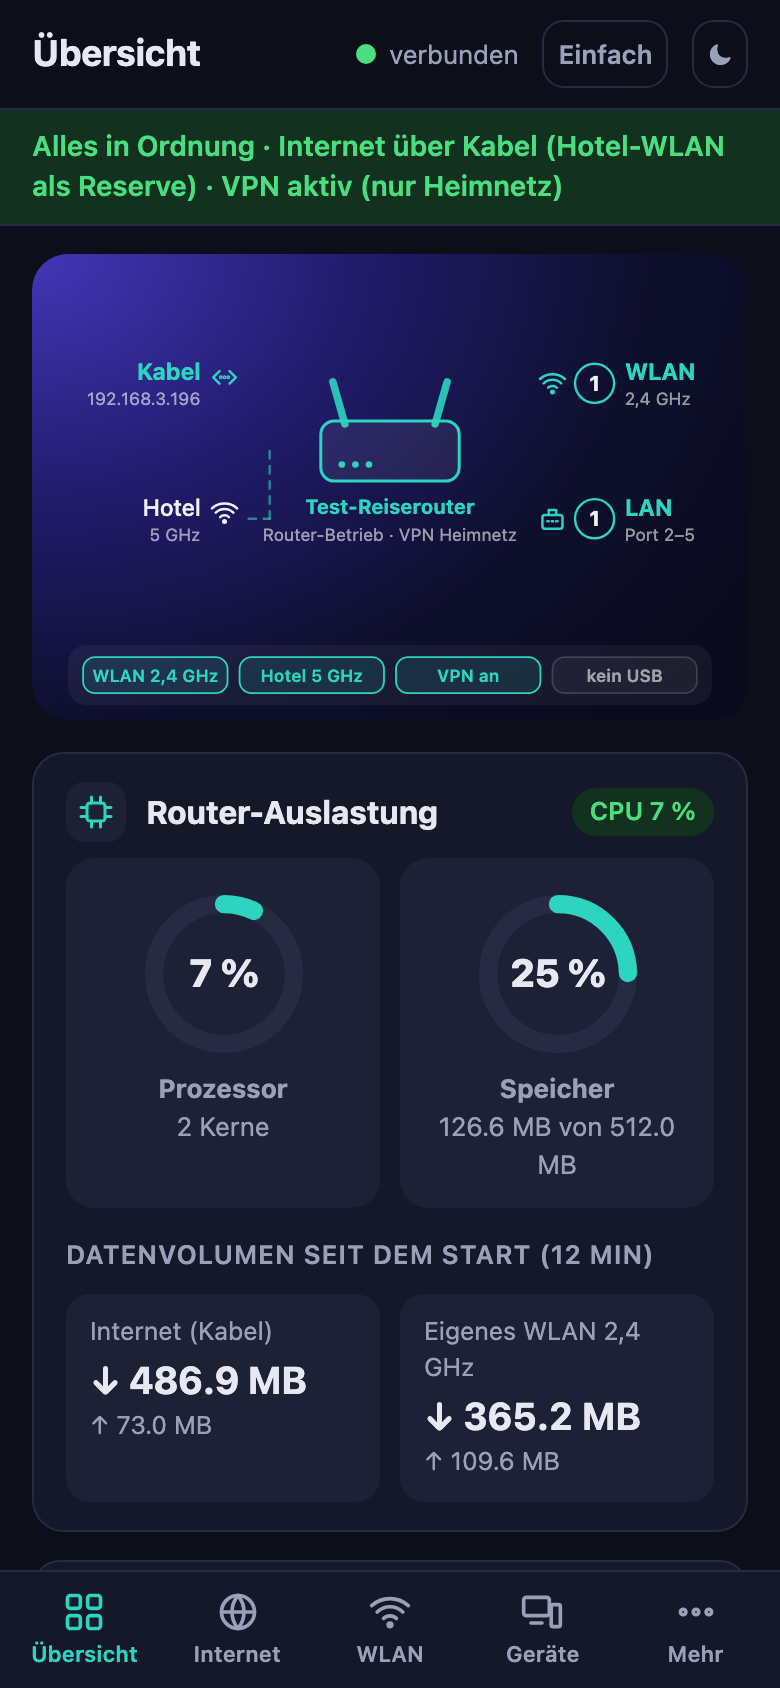 Übersicht
verbunden
Einfach
Alles in Ordnung · Internet über Kabel (Hotel-WLAN
als Reserve) · VPN aktiv (nur Heimnetz)
Kabel
192.168.3.196
1
WLAN
2,4 GHz
Hotel
5 GHz
Test-Reiserouter
Router-Betrieb · VPN Heimnetz
1
LAN
Port 2–5
WLAN 2,4 GHz
Hotel 5 GHz
VPN an
kein USB
Router-Auslastung
CPU 7 %
7 %
Prozessor
2 Kerne
25 %
Speicher
126.6 MB von 512.0
MB
DATENVOLUMEN SEIT DEM START (12 MIN)
Internet (Kabel)
↓ 486.9 MB
↑ 73.0 MB
Eigenes WLAN 2,4
GHz
↓ 365.2 MB
↑ 109.6 MB
Übersicht
Internet
WLAN
Geräte
Mehr